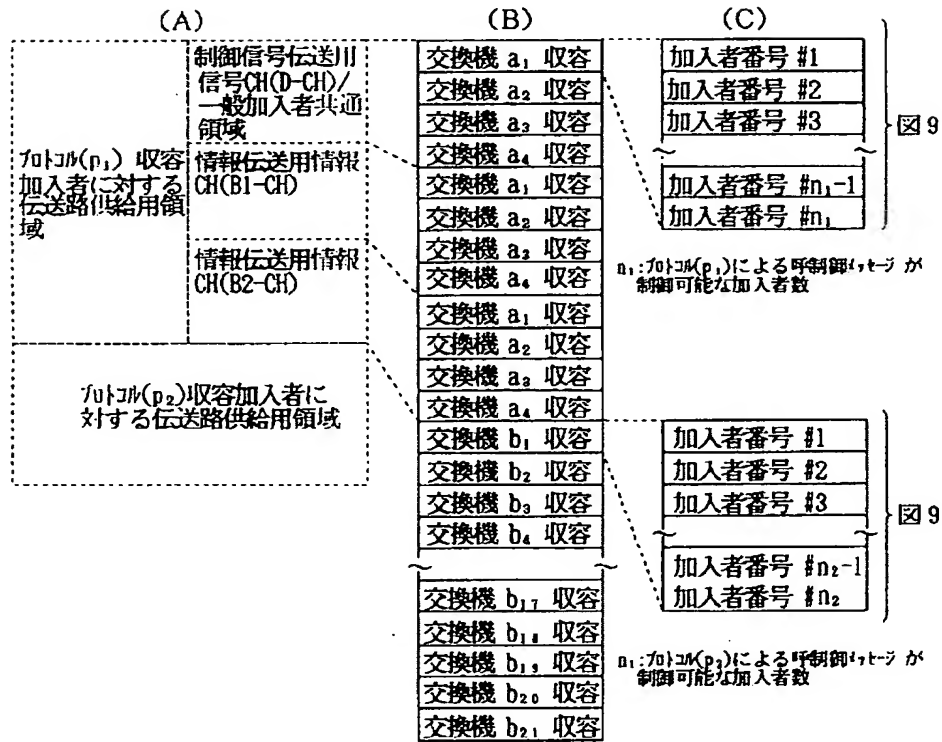 (A)
制御信号伝送用
信号CH(D-CH)/
一般加入者共通
領域
プロトコル(p₁) 収容
加入者に対する
伝送路供給用領
域
情報伝送用情報
CH(B1-CH)
情報伝送用情報
CH(B2-CH)
プロトコル(p₂)収容加入者に
対する伝送路供給用領域
(B)
交換機 a₁ 収容
交換機 a₂ 収容
交換機 a₃ 収容
交換機 a₄ 収容
交換機 a₁ 収容
交換機 a₂ 収容
交換機 a₃ 収容
交換機 a₄ 収容
交換機 a₁ 収容
交換機 a₂ 収容
交換機 a₃ 収容
交換機 a₄ 収容
交換機 b₁ 収容
交換機 b₂ 収容
交換機 b₃ 収容
交換機 b₄ 収容
交換機 b₁₇ 収容
交換機 b₁₈ 収容
交換機 b₁₉ 収容
交換機 b₂₀ 収容
交換機 b₂₁ 収容
(C)
加入者番号 #1
加入者番号 #2
加入者番号 #3
加入者番号 #n₁-1
加入者番号 #n₁
図9
n₁:プロトコル(p₁)による呼制御メッセージ が
制御可能な加入者数
加入者番号 #1
加入者番号 #2
加入者番号 #3
加入者番号 #n₂-1
加入者番号 #n₂
図9
n₁:プロトコル(p₂)による呼制御メッセージ が
制御可能な加入者数